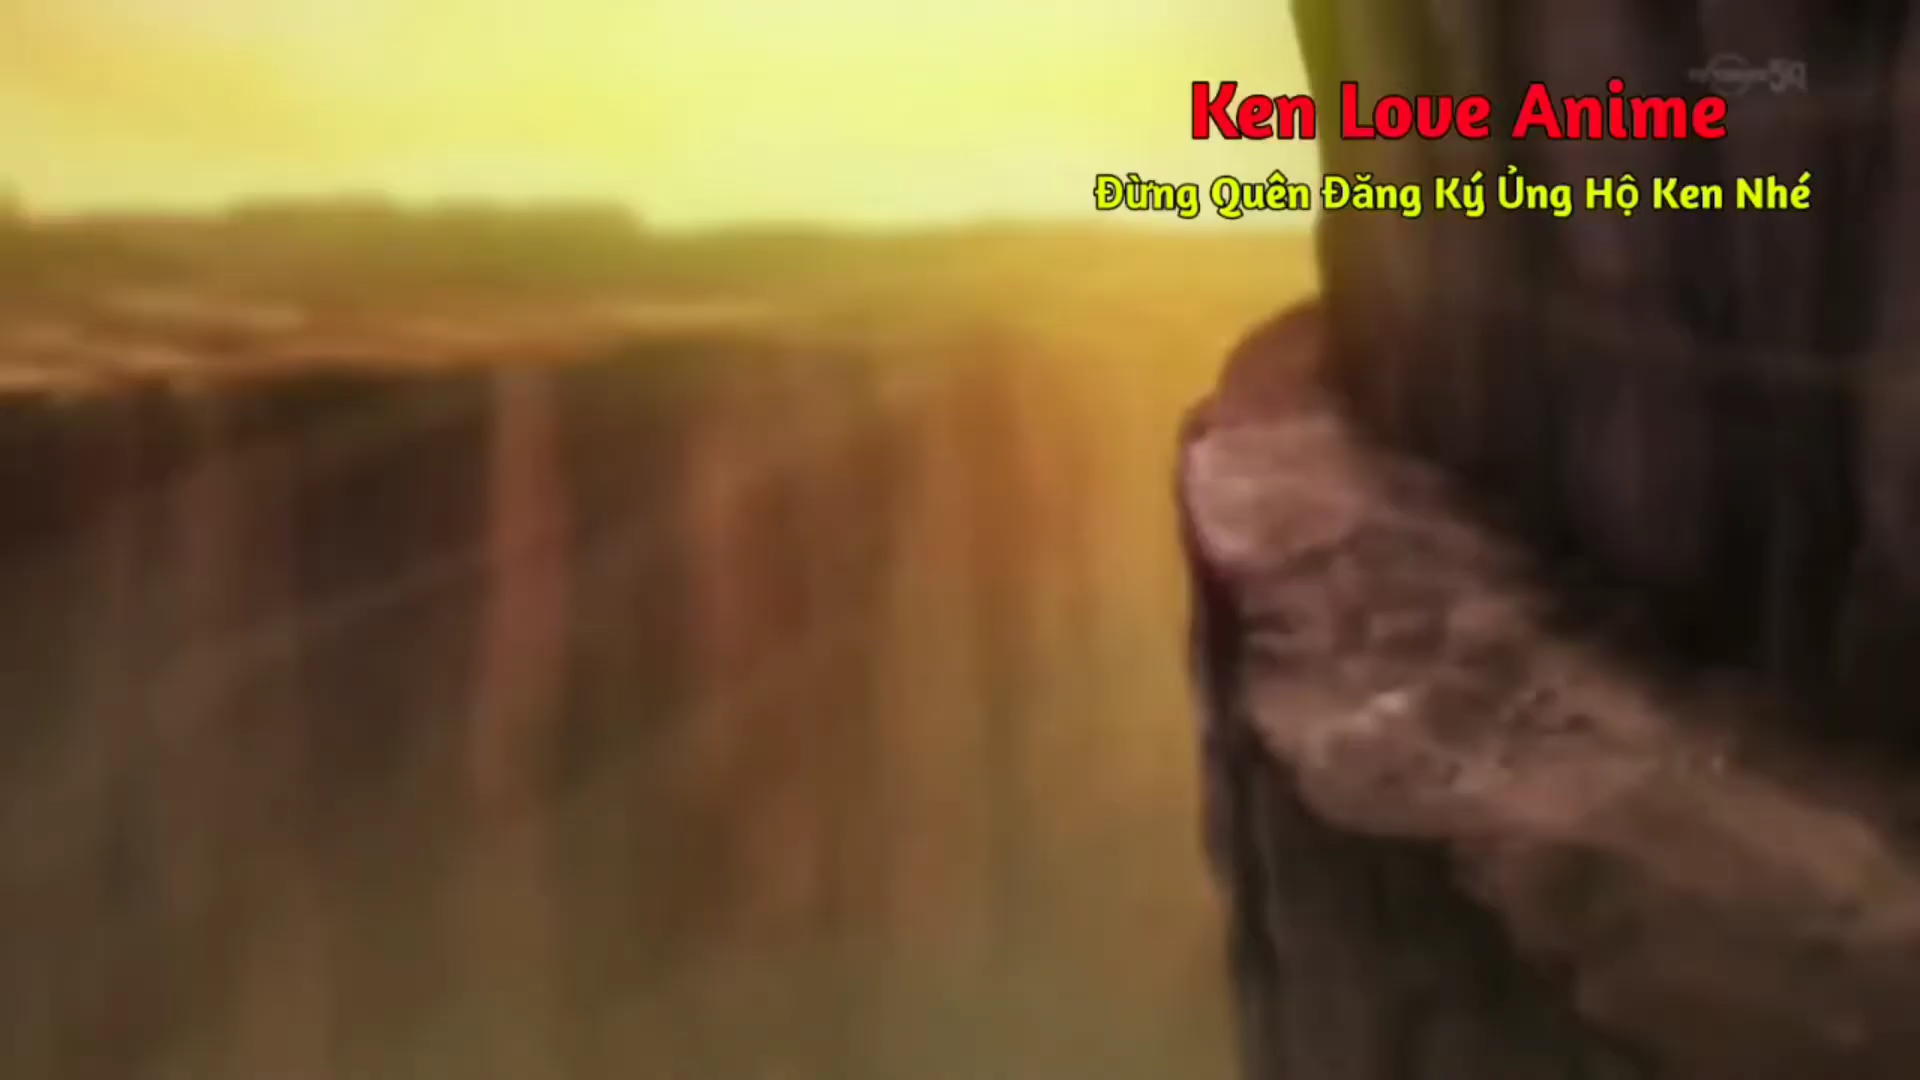 Ken Love Anime
Đừng Quên Đăng Ký Ủng Hộ Ken Nhé